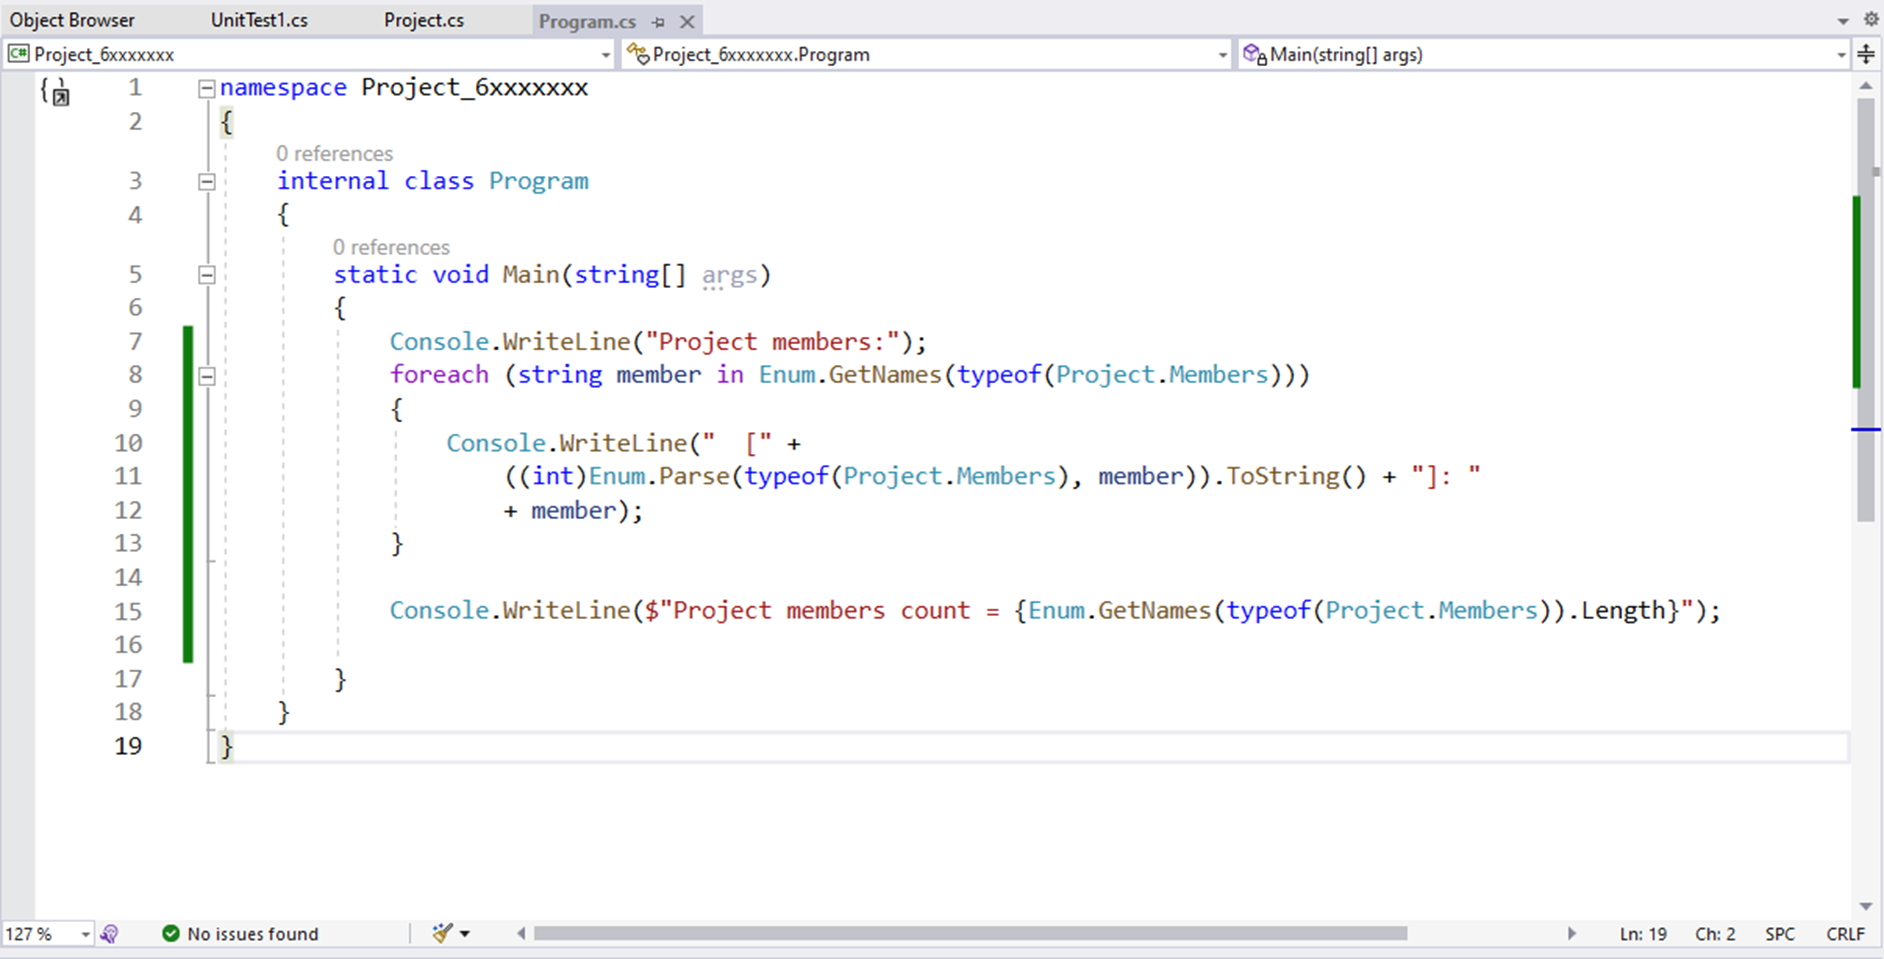 Object Browser UnitTest1.cs Project.cs Program.cs
C# Project_6xxxxxxx Project_6xxxxxxx.Program Main(string[] args)
1 namespace Project_6xxxxxxx
2 {
0 references
3 internal class Program
4 {
0 references
5 static void Main(string[] args)
6 {
7 Console.WriteLine("Project members:");
8 foreach (string member in Enum.GetNames(typeof(Project.Members)))
9 {
10 Console.WriteLine("  [" +
11 ((int)Enum.Parse(typeof(Project.Members), member)).ToString() + "]: "
12 + member);
13 }
14
15 Console.WriteLine($"Project members count = {Enum.GetNames(typeof(Project.Members)).Length}");
16
17 }
18 }
19 }
127 % No issues found Ln: 19 Ch: 2 SPC CRLF